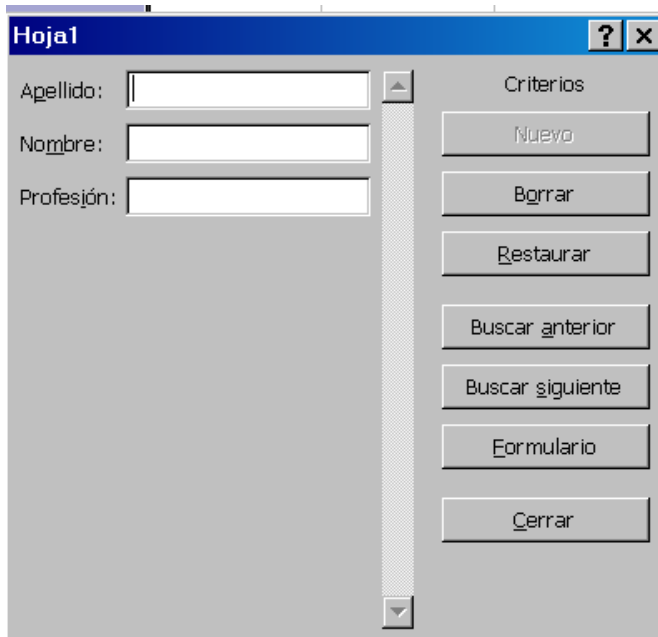 Hoja1
Apellido:
Nombre:
Profesión:
Criterios
Nuevo
Borrar
Restaurar
Buscar anterior
Buscar siguiente
Formulario
Cerrar